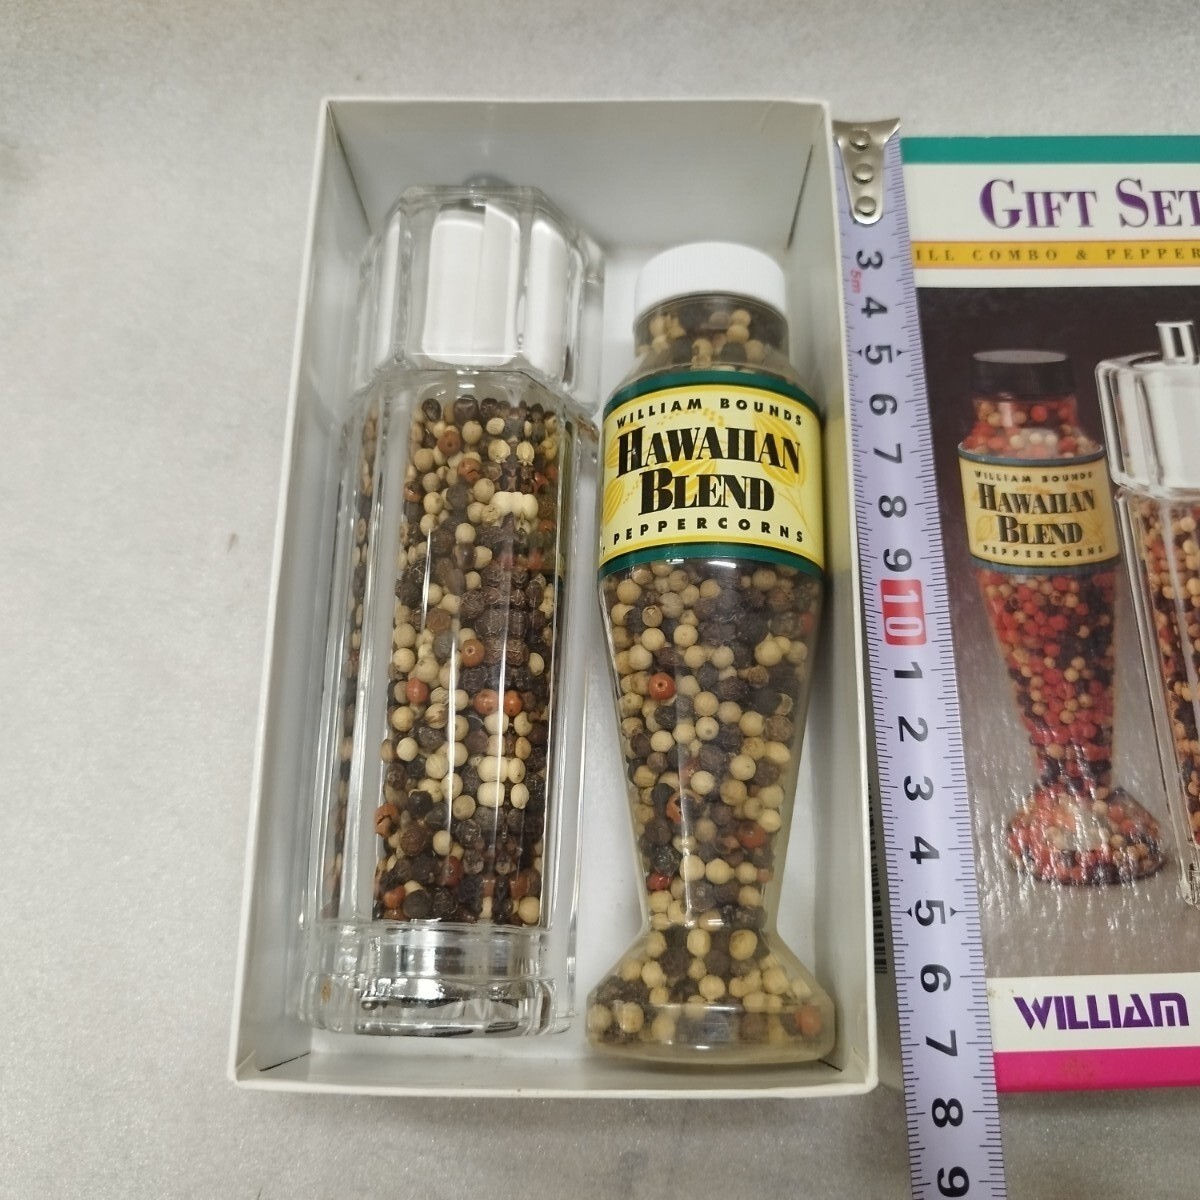 WILLIAM BOUNDS
HAWAIIAN
BLEND
PEPPERCORNS
3
5m
4
5
6
7
8
9
10
1
2
3
4
5
6
7
8
9
GIFT SET
ILL COMBO & PEPPER
WILLIAM BOUNDS
HAWAIIAN
BLEND
PEPPERCORNS
WILLIAM